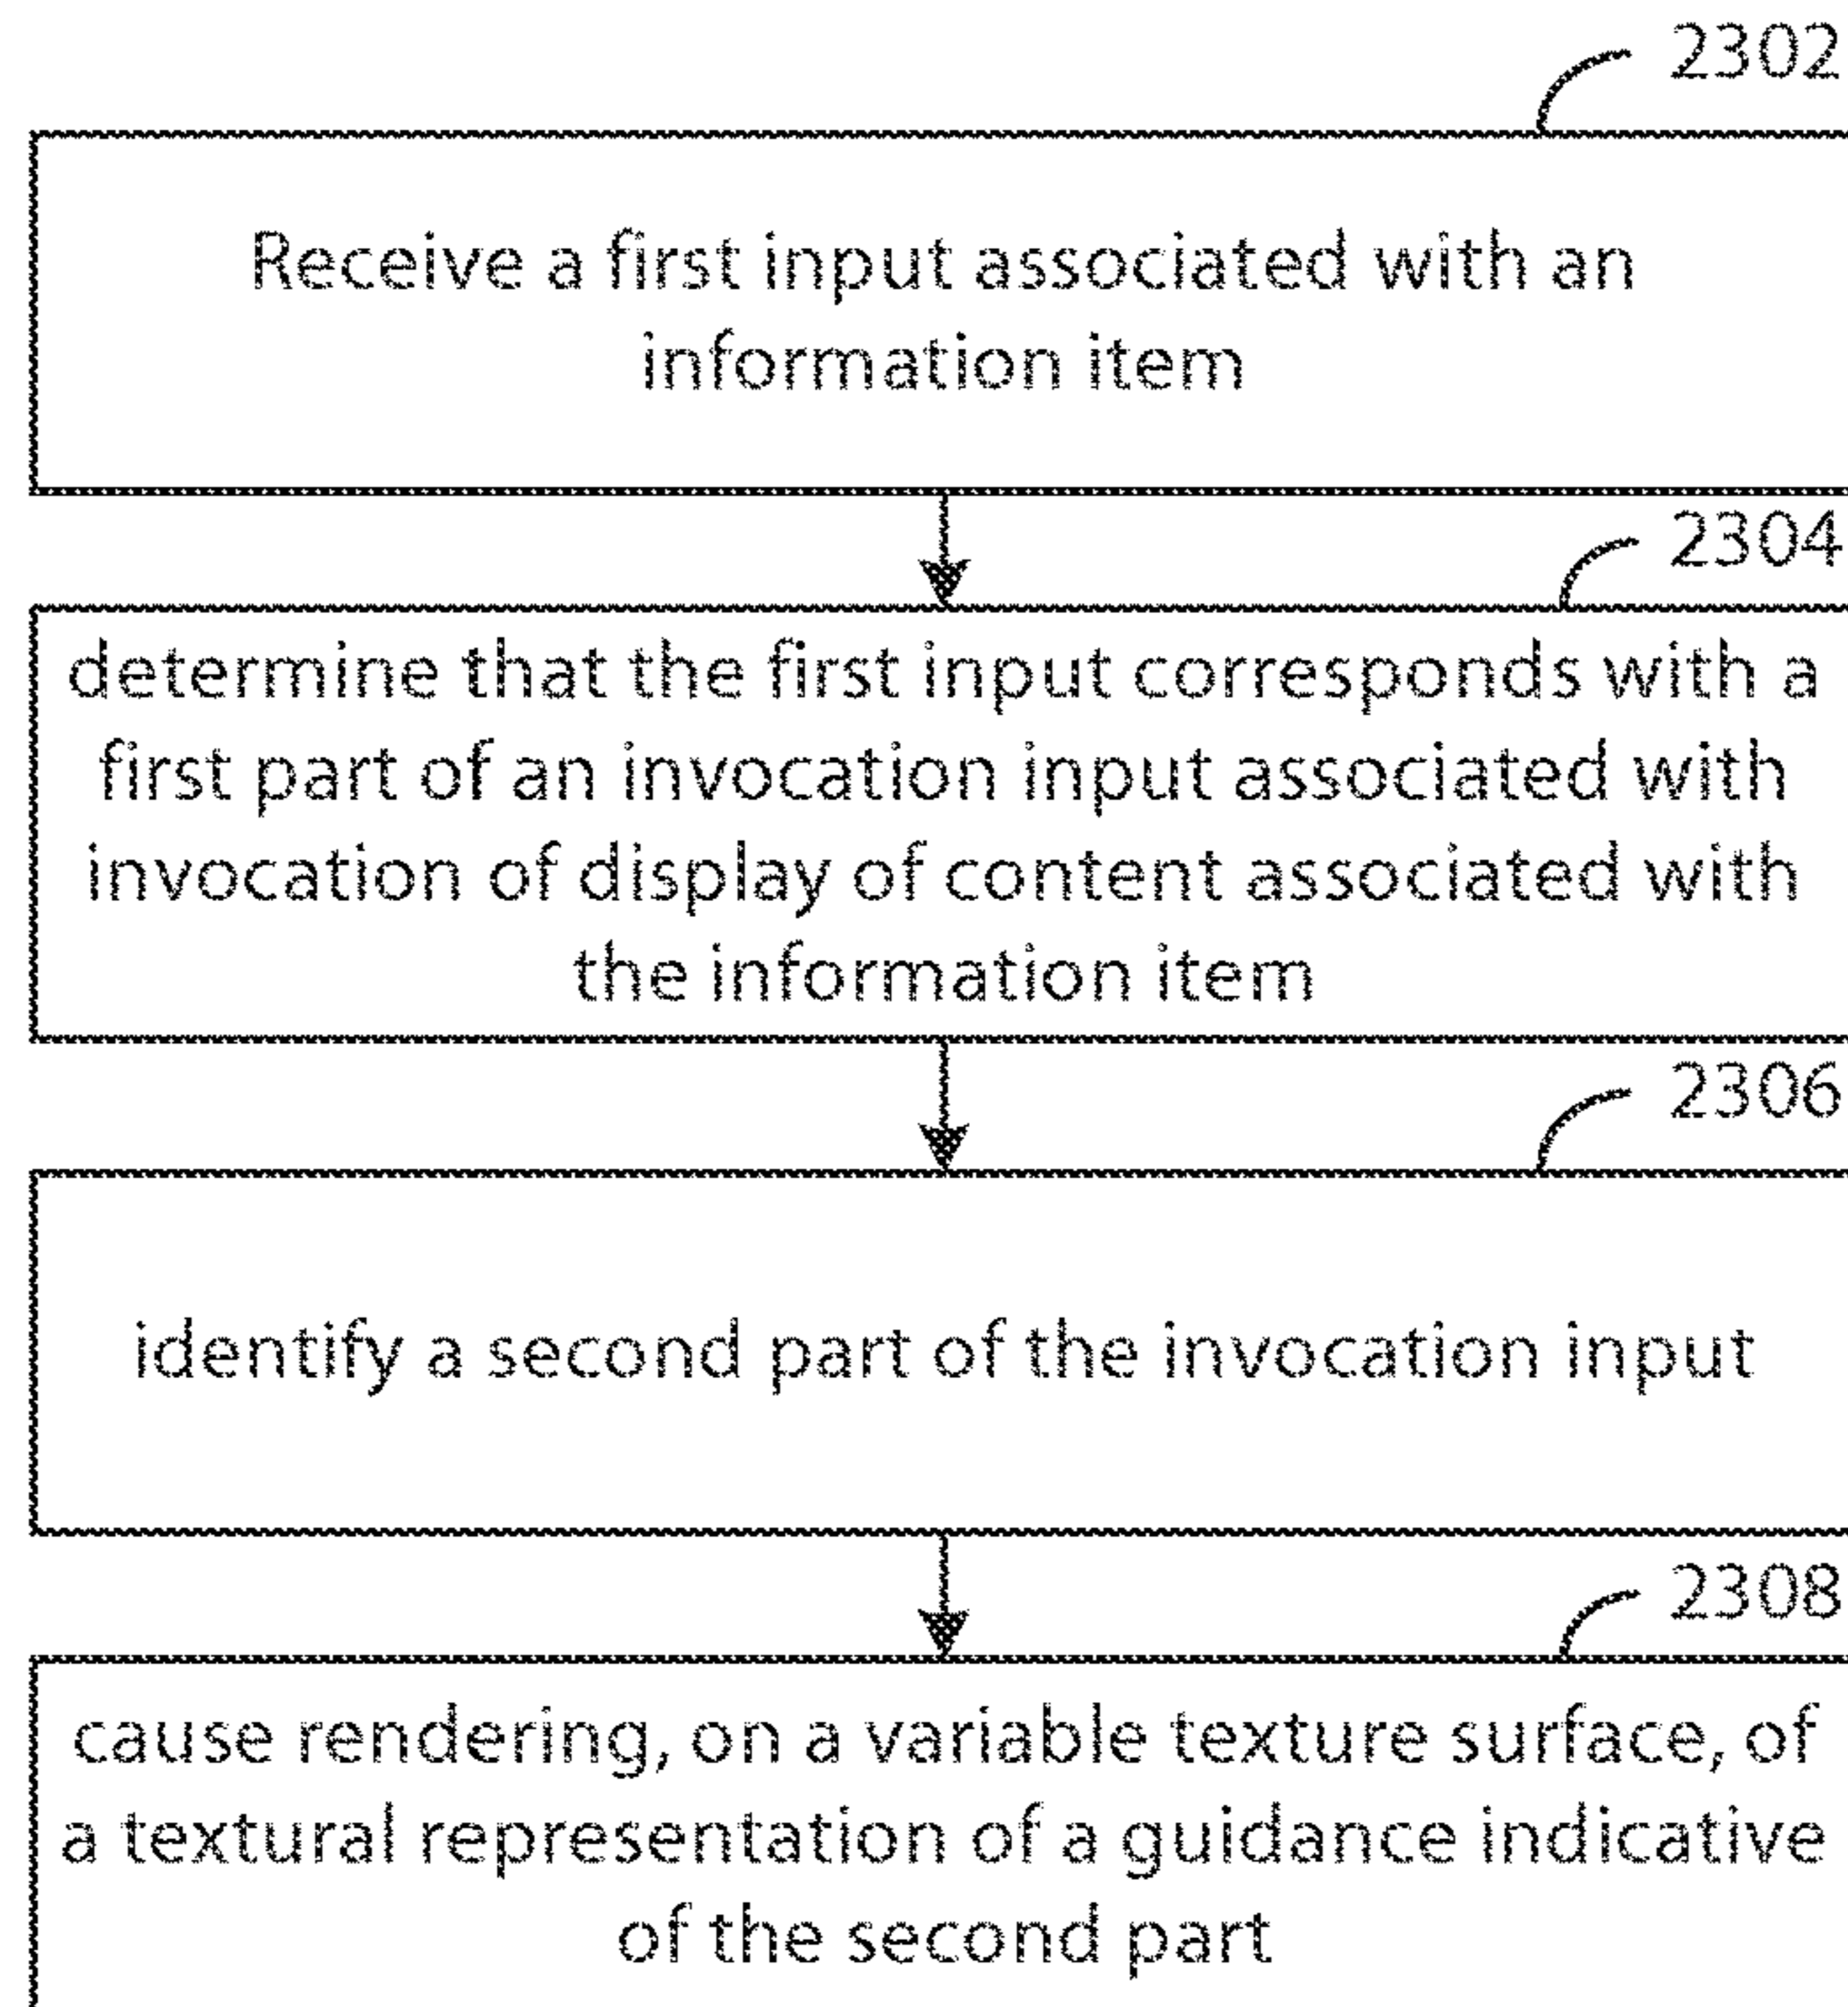 2302
Receive a first input associated with an
information item
2304
determine that the first input corresponds with a
first part of an invocation input associated with
invocation of display of content associated with
the information item
2306
identify a second part of the invocation input
2308
cause rendering, on a variable texture surface, of
a textural representation of a guidance indicative
of the second part